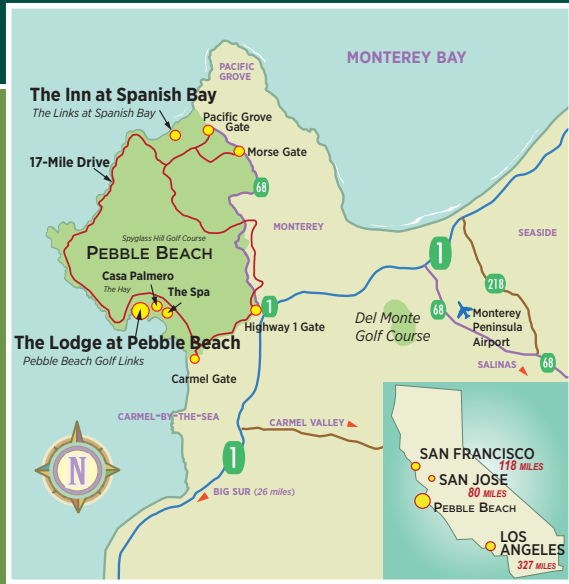 PACIFIC
GROVE
MONTEREY BAY
The Inn at Spanish Bay
The Links at Spanish Bay
Pacific Grove
Gate
17-Mile Drive
Morse Gate
68
MONTEREY
SEASIDE
Spyglass Hill Golf Course
PEBBLE BEACH
1
218
Casa Palmero
The Hay
The Spa
1
68
Monterey
Peninsula
Airport
Del Monte
Golf Course
Highway 1 Gate
The Lodge at Pebble Beach
Pebble Beach Golf Links
SALINAS
68
Carmel Gate
CARMEL-BY-THE-SEA
CARMEL VALLEY
1
N
BIG SUR (26 miles)
SAN FRANCISCO
118 MILES
SAN JOSE
80 MILES
PEBBLE BEACH
LOS
ANGELES
327 MILES